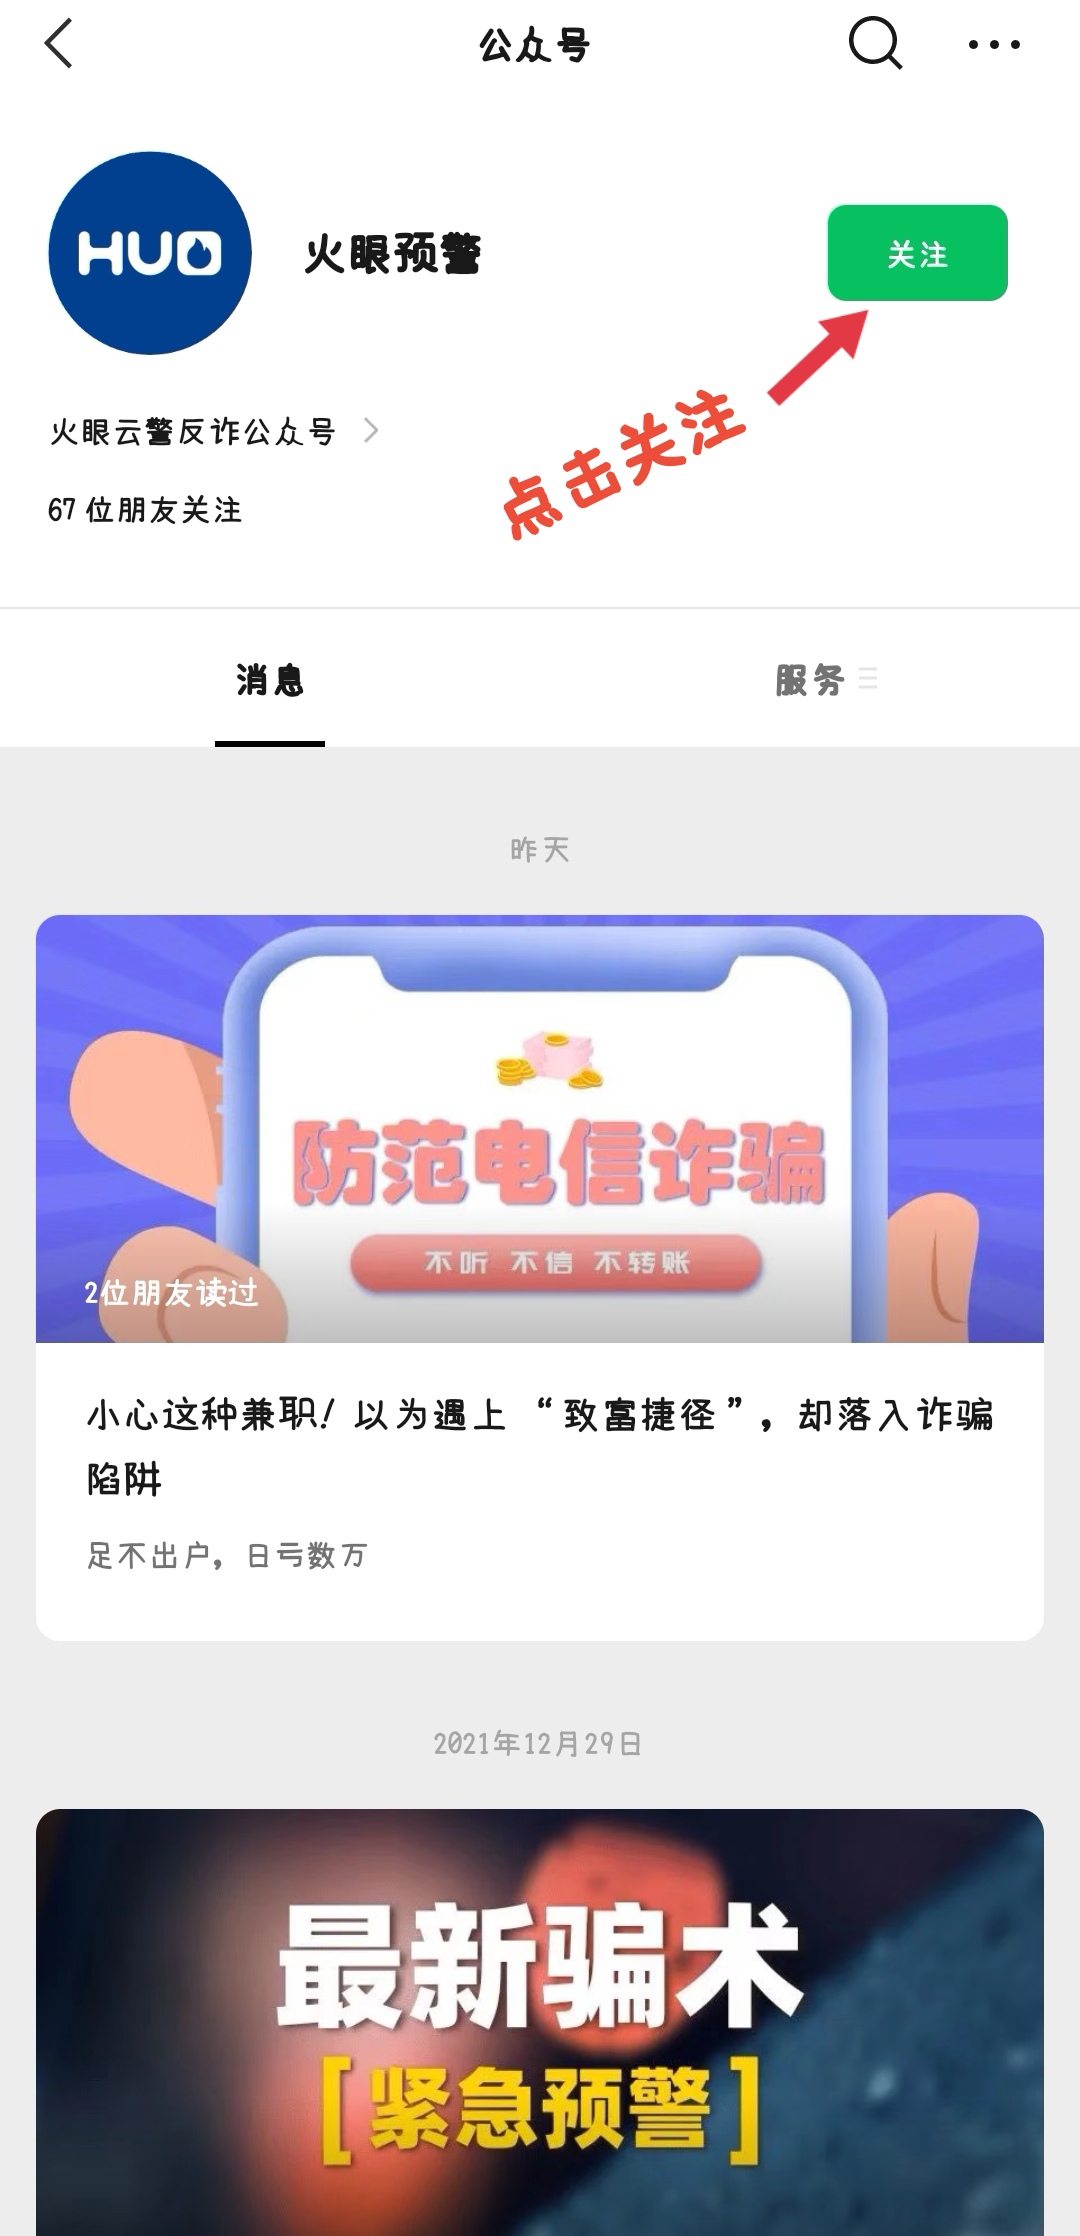 公众号
HUO
火眼预警
关注
火眼云警反诈公众号
点击关注
67 位朋友关注
消息
服务
昨天
防范电信诈骗
不听 不信 不转账
2位朋友读过
小心这种兼职！以为遇上“致富捷径”，却落入诈骗
陷阱
足不出户，日亏数万
2021年12月29日
最新骗术
[紧急预警]